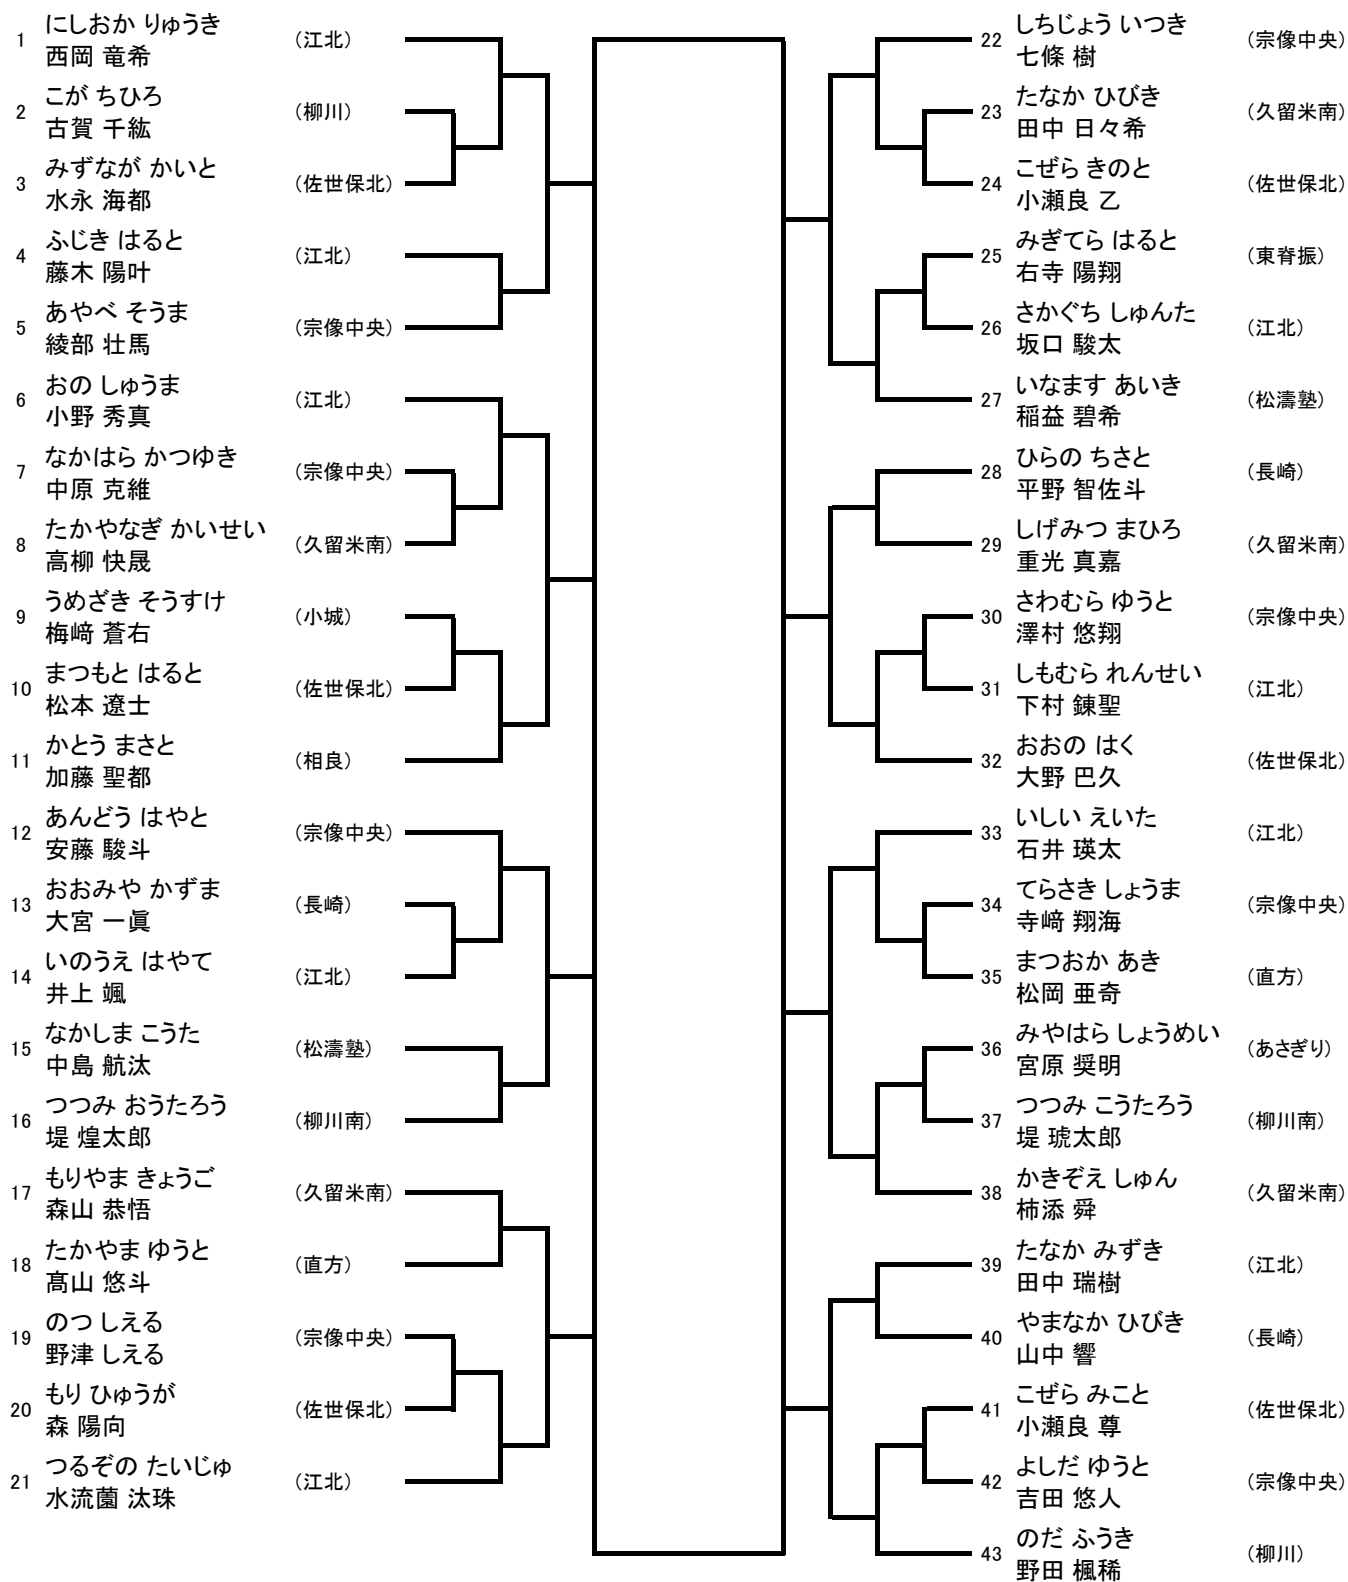 1 にしおか りゅうき
西岡 竜希 （江北）
2 こが ちひろ
古賀 千紘 （柳川）
3 みずなが かいと
水永 海都 （佐世保北）
4 ふじき はると
藤木 陽叶 （江北）
5 あやべ そうま
綾部 壮馬 （宗像中央）
6 おの しゅうま
小野 秀真 （江北）
7 なかはら かつゆき
中原 克維 （宗像中央）
8 たかやなぎ かいせい
高柳 快晟 （久留米南）
9 うめざき そうすけ
梅﨑 蒼右 （小城）
10 まつもと はると
松本 遼士 （佐世保北）
11 かとう まさと
加藤 聖都 （相良）
12 あんどう はやと
安藤 駿斗 （宗像中央）
13 おおみや かずま
大宮 一眞 （長崎）
14 いのうえ はやて
井上 颯 （江北）
15 なかしま こうた
中島 航汰 （松濤塾）
16 つつみ おうたろう
堤 煌太郎 （柳川南）
17 もりやま きょうご
森山 恭悟 （久留米南）
18 たかやま ゆうと
髙山 悠斗 （直方）
19 のつ しえる
野津 しえる （宗像中央）
20 もり ひゅうが
森 陽向 （佐世保北）
21 つるぞの たいじゅ
水流薗 汰珠 （江北）
22 しちじょう いつき
七條 樹 （宗像中央）
23 たなか ひびき
田中 日々希 （久留米南）
24 こぜら きのと
小瀬良 乙 （佐世保北）
25 みぎてら はると
右寺 陽翔 （東脊振）
26 さかぐち しゅんた
坂口 駿太 （江北）
27 いなます あいき
稲益 碧希 （松濤塾）
28 ひらの ちさと
平野 智佐斗 （長崎）
29 しげみつ まひろ
重光 真嘉 （久留米南）
30 さわむら ゆうと
澤村 悠翔 （宗像中央）
31 しもむら れんせい
下村 錬聖 （江北）
32 おおの はく
大野 巴久 （佐世保北）
33 いしい えいた
石井 瑛太 （江北）
34 てらさき しょうま
寺﨑 翔海 （宗像中央）
35 まつおか あき
松岡 亜奇 （直方）
36 みやはら しょうめい
宮原 奨明 （あさぎり）
37 つつみ こうたろう
堤 琥太郎 （柳川南）
38 かきぞえ しゅん
柿添 舜 （久留米南）
39 たなか みずき
田中 瑞樹 （江北）
40 やまなか ひびき
山中 響 （長崎）
41 こぜら みこと
小瀬良 尊 （佐世保北）
42 よしだ ゆうと
吉田 悠人 （宗像中央）
43 のだ ふうき
野田 楓稀 （柳川）